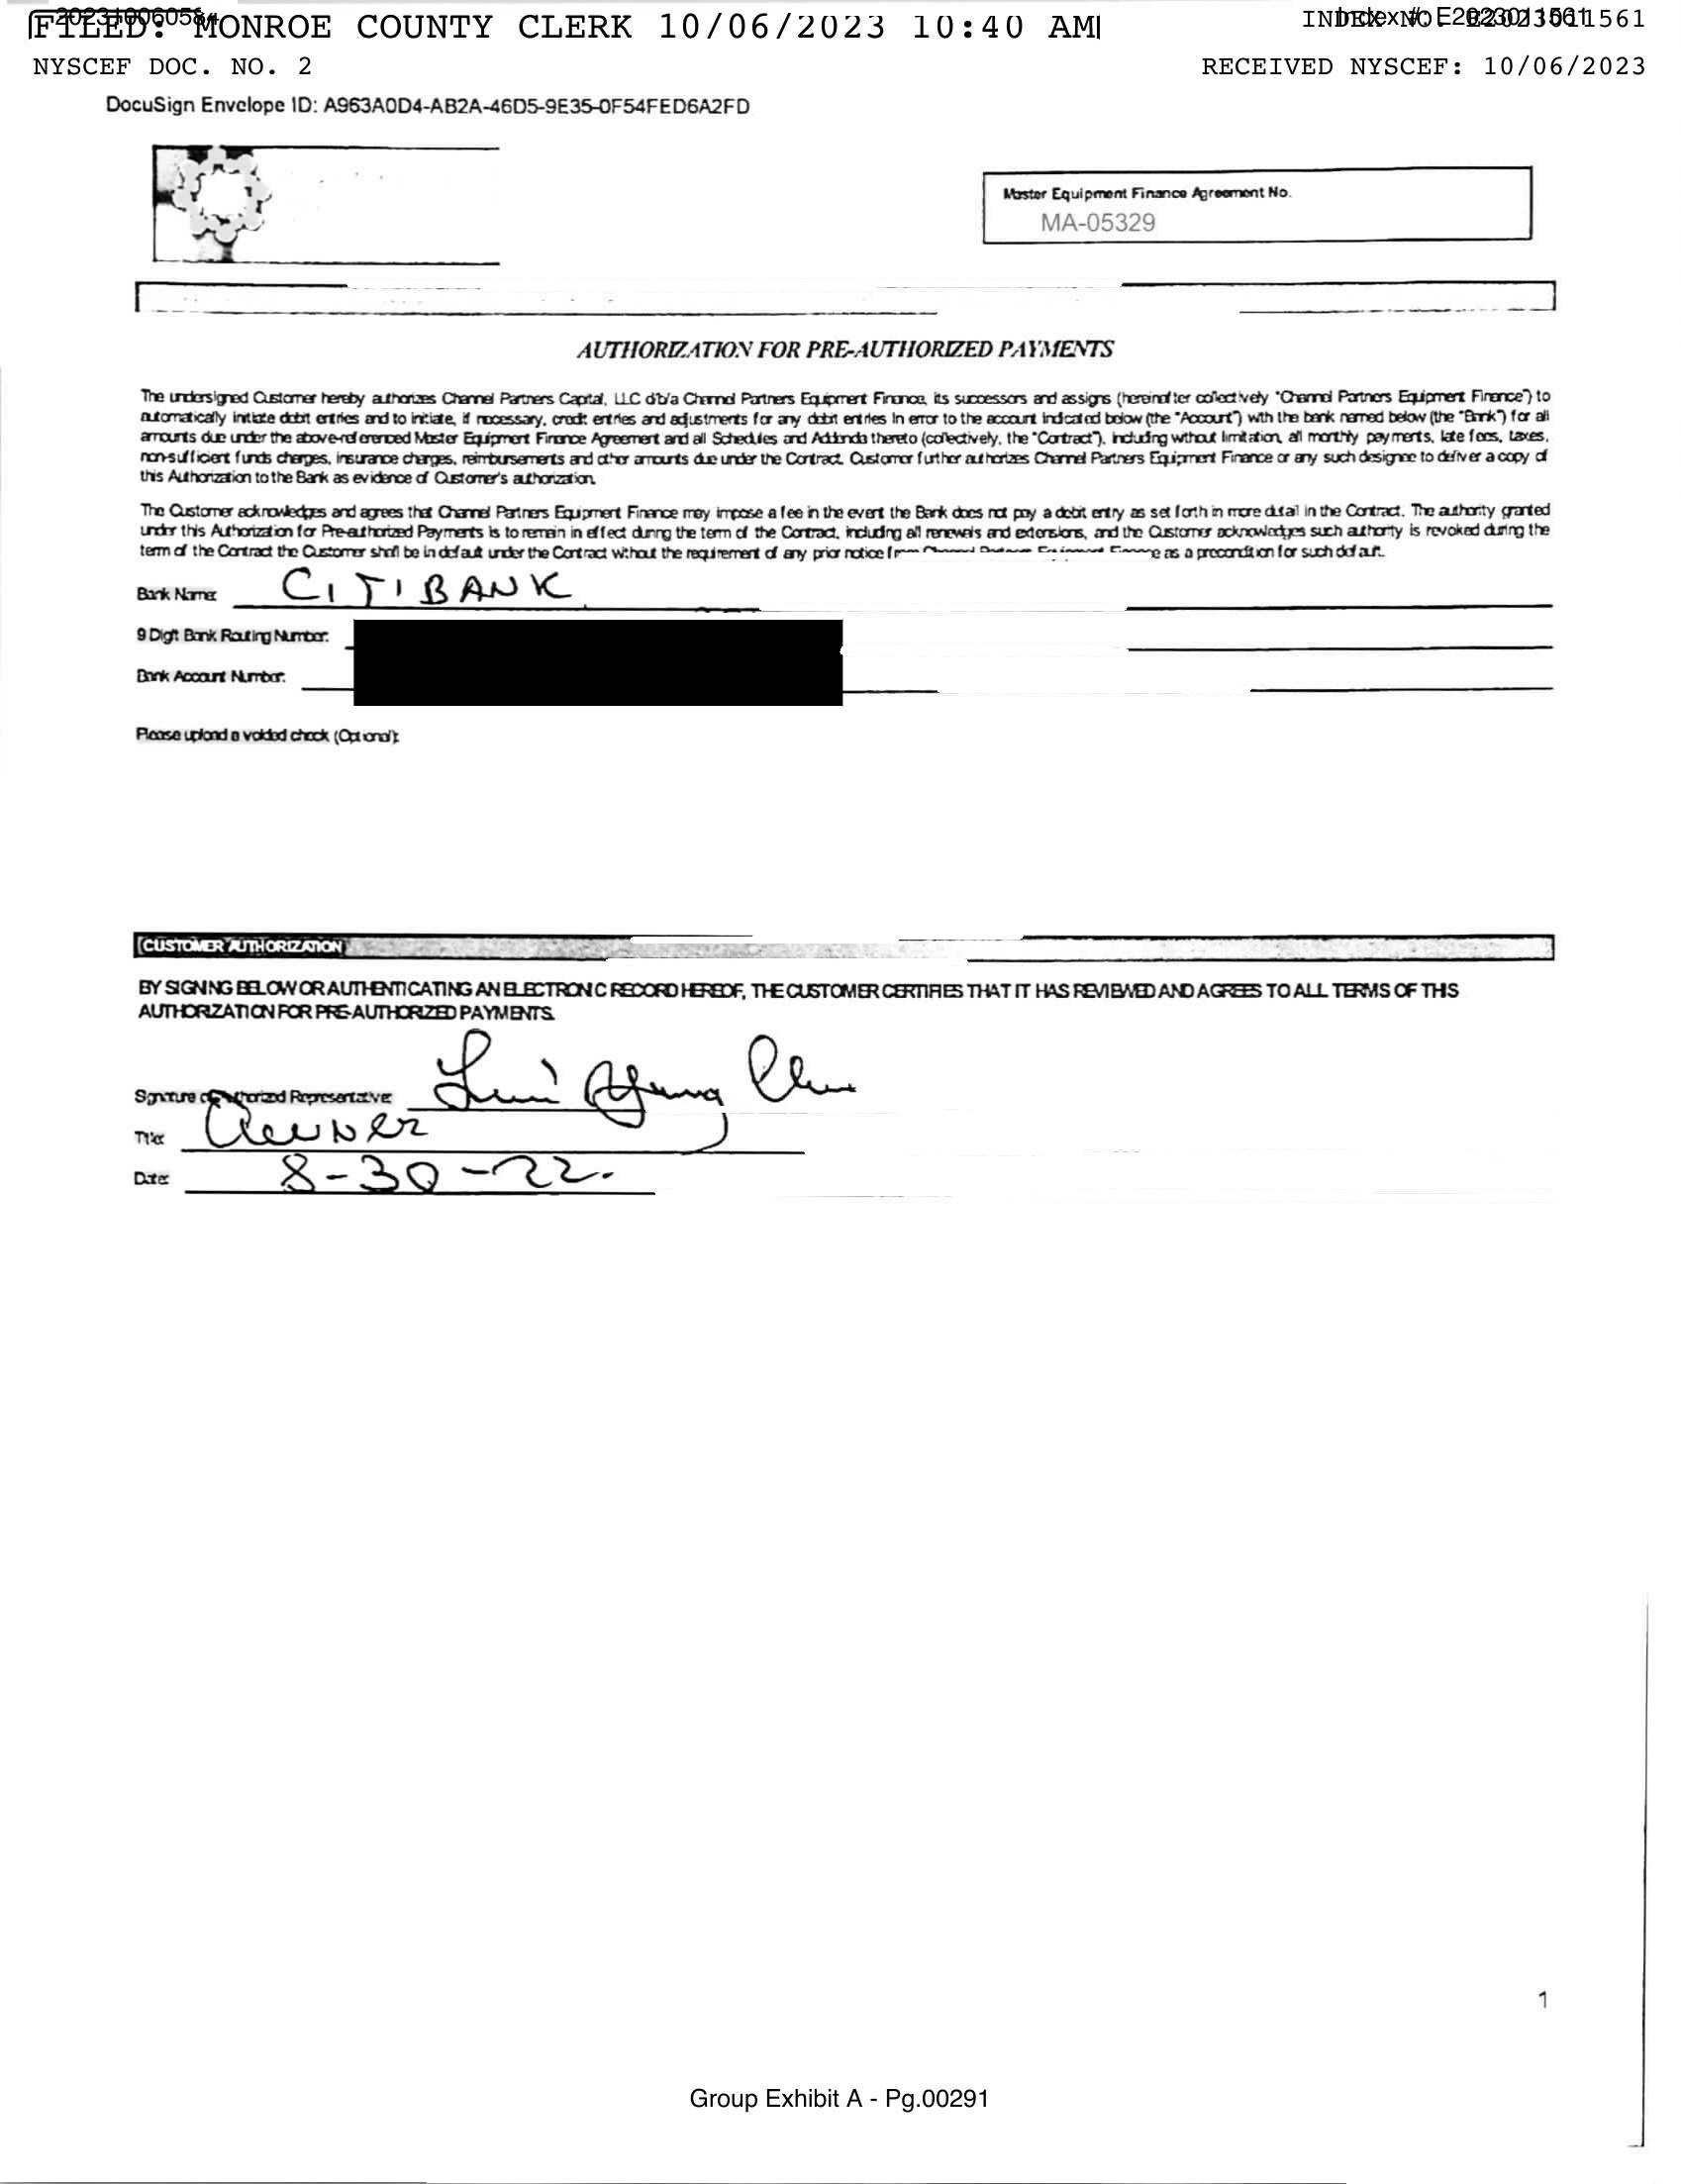 202310060584
FILED: MONROE COUNTY CLERK 10/06/2023 10:40 AM
INDEX NO. E2023011561
Index #: E2023011561
NYSCEF DOC. NO. 2
RECEIVED NYSCEF: 10/06/2023
DocuSign Envelope ID: A963A0D4-AB2A-46D5-9E35-0F54FED6A2FD
Master Equipment Finance Agreement No.
MA-05329
AUTHORIZATION FOR PRE-AUTHORIZED PAYMENTS
The undersigned Customer hereby authorizes Channel Partners Capital, LLC d/b/a Channel Partners Equipment Finance, its successors and assigns (hereinafter collectively "Channel Partners Equipment Finance") to
automatically initiate debit entries and to initiate, if necessary, credit entries and adjustments for any debit entries in error to the account indicated below (the "Account") with the bank named below (the "Bank") for all
amounts due under the above-referenced Master Equipment Finance Agreement and all Schedules and Addenda thereto (collectively, the "Contract"), including without limitation, all monthly payments, late fees, taxes,
non-sufficient funds charges, insurance charges, reimbursements and other amounts due under the Contract. Customer further authorizes Channel Partners Equipment Finance or any such designee to deliver a copy of
this Authorization to the Bank as evidence of Customer's authorization.
The Customer acknowledges and agrees that Channel Partners Equipment Finance may impose a fee in the event the Bank does not pay a debit entry as set forth in more detail in the Contract. The authority granted
under this Authorization for Pre-authorized Payments is to remain in effect during the term of the Contract, including all renewals and extensions, and the Customer acknowledges such authority is revoked during the
term of the Contract the Customer shall be in default under the Contract without the requirement of any prior notice from Channel Partners Equipment Finance as a precondition for such default.
Bank Name: CITIBANK
9 Digit Bank Routing Number:
Bank Account Number:
Please upload a voided check (Optional):
CUSTOMER AUTHORIZATION
BY SIGNING BELOW OR AUTHENTICATING AN ELECTRONIC RECORD HEREOF, THE CUSTOMER CERTIFIES THAT IT HAS REVIEWED AND AGREES TO ALL TERMS OF THIS
AUTHORIZATION FOR PRE-AUTHORIZED PAYMENTS.
Signature of Authorized Representative:
Title: Owner
Date: 8-30-22.
1
Group Exhibit A - Pg.00291